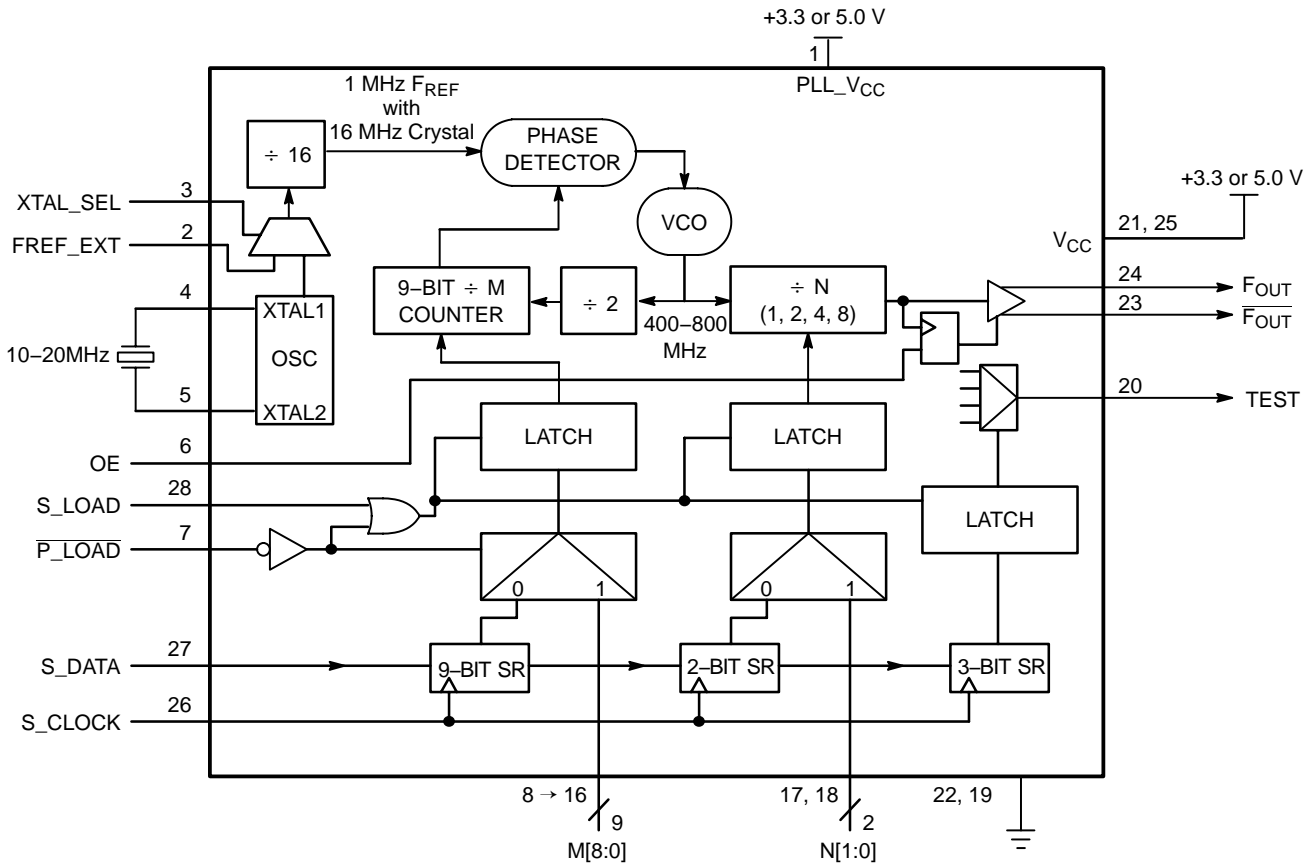 +3.3 or 5.0 V
1
PLL_VCC
1 MHz FREF
with
16 MHz Crystal
÷ 16
PHASE
DETECTOR
VCO
+3.3 or 5.0 V
21, 25
VCC
XTAL_SEL
3
FREF_EXT
2
4
XTAL1
10–20MHz
OSC
5
XTAL2
9–BIT ÷ M
COUNTER
÷ 2
400–800
MHz
÷ N
(1, 2, 4, 8)
24
FOUT
23
FOUT
20
TEST
OE
6
S_LOAD
28
P_LOAD
7
LATCH
LATCH
LATCH
0
1
0
1
S_DATA
27
9–BIT SR
2–BIT SR
3–BIT SR
S_CLOCK
26
8 → 16
9
M[8:0]
17, 18
2
N[1:0]
22, 19